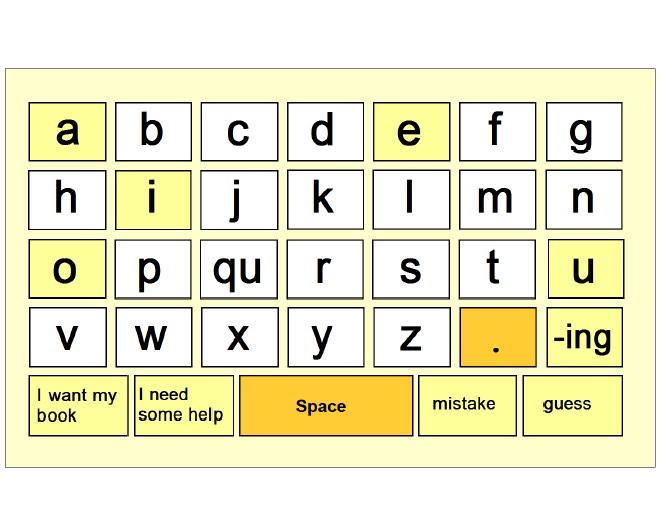 a b c d e f g
h i j k l m n
o p qu r s t u
v w x y z . -ing
I want my book I need some help Space mistake guess